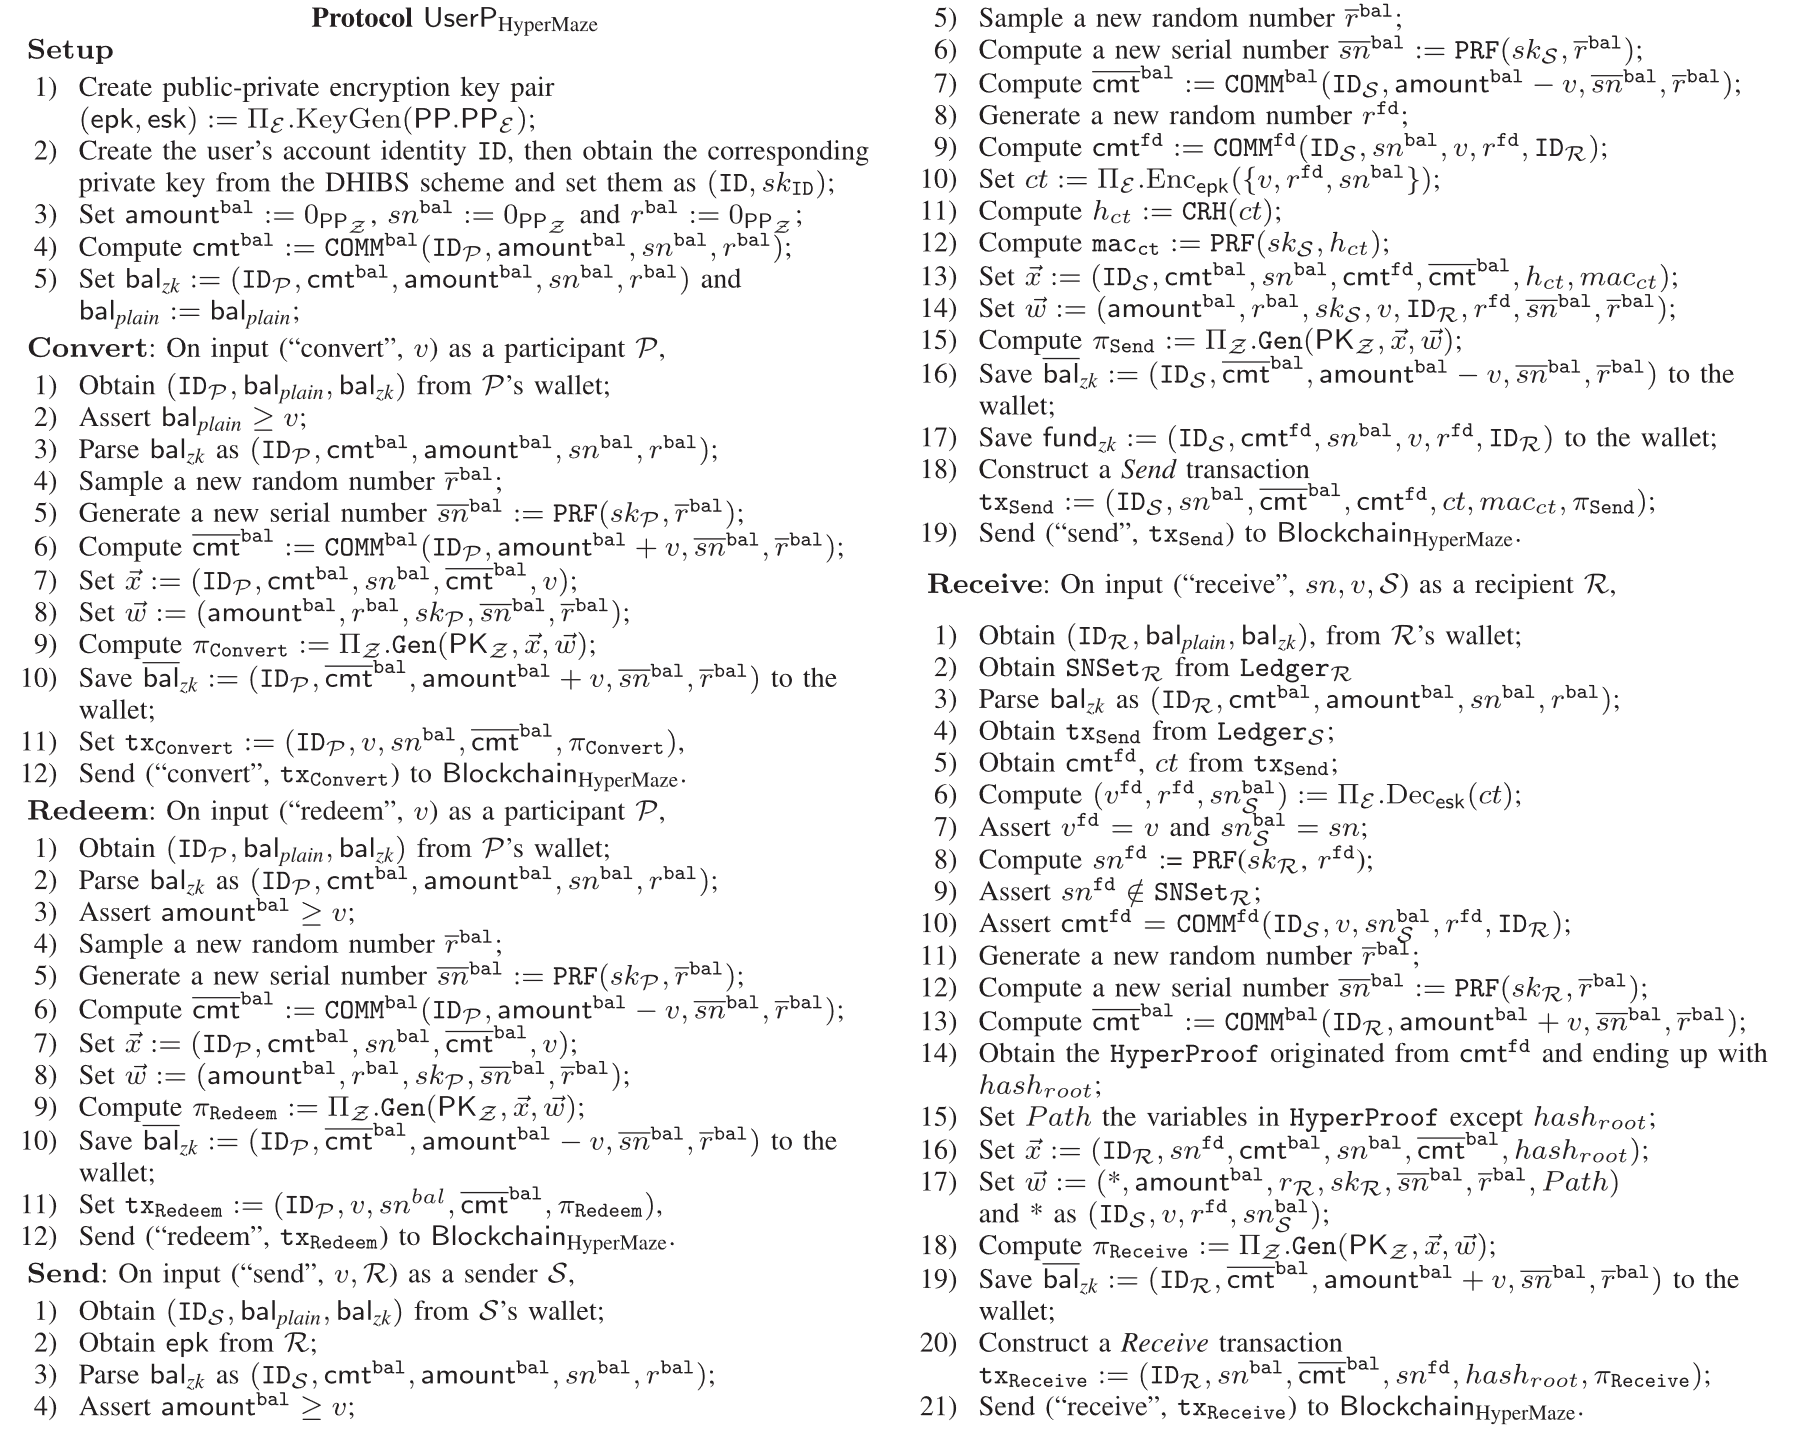 Protocol UserP_HyperMaze
Setup
1) Create public-private encryption key pair
(epk, esk) := Π_ℰ.KeyGen(PP.PP_ℰ);
2) Create the user's account identity ID, then obtain the corresponding
private key from the DHIBS scheme and set them as (ID, sk_ID);
3) Set amount^bal := 0_PP_𝒵, sn^bal := 0_PP_𝒵 and r^bal := 0_PP_𝒵;
4) Compute cmt^bal := COMM^bal(ID_𝒫, amount^bal, sn^bal, r^bal);
5) Set bal_zk := (ID_𝒫, cmt^bal, amount^bal, sn^bal, r^bal) and
bal_plain := bal_plain;
Convert: On input (“convert”, v) as a participant 𝒫,
1) Obtain (ID_𝒫, bal_plain, bal_zk) from 𝒫's wallet;
2) Assert bal_plain ≥ v;
3) Parse bal_zk as (ID_𝒫, cmt^bal, amount^bal, sn^bal, r^bal);
4) Sample a new random number r̅^bal;
5) Generate a new serial number s̅n̅^bal := PRF(sk_𝒫, r̅^bal);
6) Compute c̅m̅t̅^bal := COMM^bal(ID_𝒫, amount^bal + v, s̅n̅^bal, r̅^bal);
7) Set x⃗ := (ID_𝒫, cmt^bal, sn^bal, c̅m̅t̅^bal, v);
8) Set w⃗ := (amount^bal, r^bal, sk_𝒫, s̅n̅^bal, r̅^bal);
9) Compute π_Convert := Π_𝒵.Gen(PK_𝒵, x⃗, w⃗);
10) Save b̅a̅l̅_zk := (ID_𝒫, c̅m̅t̅^bal, amount^bal + v, s̅n̅^bal, r̅^bal) to the
wallet;
11) Set tx_Convert := (ID_𝒫, v, sn^bal, c̅m̅t̅^bal, π_Convert),
12) Send (“convert”, tx_Convert) to Blockchain_HyperMaze.
Redeem: On input (“redeem”, v) as a participant 𝒫,
1) Obtain (ID_𝒫, bal_plain, bal_zk) from 𝒫's wallet;
2) Parse bal_zk as (ID_𝒫, cmt^bal, amount^bal, sn^bal, r^bal);
3) Assert amount^bal ≥ v;
4) Sample a new random number r̅^bal;
5) Generate a new serial number s̅n̅^bal := PRF(sk_𝒫, r̅^bal);
6) Compute c̅m̅t̅^bal := COMM^bal(ID_𝒫, amount^bal − v, s̅n̅^bal, r̅^bal);
7) Set x⃗ := (ID_𝒫, cmt^bal, sn^bal, c̅m̅t̅^bal, v);
8) Set w⃗ := (amount^bal, r^bal, sk_𝒫, s̅n̅^bal, r̅^bal);
9) Compute π_Redeem := Π_𝒵.Gen(PK_𝒵, x⃗, w⃗);
10) Save b̅a̅l̅_zk := (ID_𝒫, c̅m̅t̅^bal, amount^bal − v, s̅n̅^bal, r̅^bal) to the
wallet;
11) Set tx_Redeem := (ID_𝒫, v, sn^bal, c̅m̅t̅^bal, π_Redeem),
12) Send (“redeem”, tx_Redeem) to Blockchain_HyperMaze.
Send: On input (“send”, v, ℛ) as a sender 𝒮,
1) Obtain (ID_𝒮, bal_plain, bal_zk) from 𝒮's wallet;
2) Obtain epk from ℛ;
3) Parse bal_zk as (ID_𝒮, cmt^bal, amount^bal, sn^bal, r^bal);
4) Assert amount^bal ≥ v;
5) Sample a new random number r̅^bal;
6) Compute a new serial number s̅n̅^bal := PRF(sk_𝒮, r̅^bal);
7) Compute c̅m̅t̅^bal := COMM^bal(ID_𝒮, amount^bal − v, s̅n̅^bal, r̅^bal);
8) Generate a new random number r^fd;
9) Compute cmt^fd := COMM^fd(ID_𝒮, sn^bal, v, r^fd, ID_ℛ);
10) Set ct := Π_ℰ.Enc_epk({v, r^fd, sn^bal});
11) Compute h_ct := CRH(ct);
12) Compute mac_ct := PRF(sk_𝒮, h_ct);
13) Set x⃗ := (ID_𝒮, cmt^bal, sn^bal, cmt^fd, c̅m̅t̅^bal, h_ct, mac_ct);
14) Set w⃗ := (amount^bal, r^bal, sk_𝒮, v, ID_ℛ, r^fd, s̅n̅^bal, r̅^bal);
15) Compute π_Send := Π_𝒵.Gen(PK_𝒵, x⃗, w⃗);
16) Save b̅a̅l̅_zk := (ID_𝒮, c̅m̅t̅^bal, amount^bal − v, s̅n̅^bal, r̅^bal) to the
wallet;
17) Save fund_zk := (ID_𝒮, cmt^fd, sn^bal, v, r^fd, ID_ℛ) to the wallet;
18) Construct a Send transaction
tx_Send := (ID_𝒮, sn^bal, c̅m̅t̅^bal, cmt^fd, ct, mac_ct, π_Send);
19) Send (“send”, tx_Send) to Blockchain_HyperMaze.
Receive: On input (“receive”, sn, v, 𝒮) as a recipient ℛ,
1) Obtain (ID_ℛ, bal_plain, bal_zk), from ℛ's wallet;
2) Obtain SNSet_ℛ from Ledger_ℛ
3) Parse bal_zk as (ID_ℛ, cmt^bal, amount^bal, sn^bal, r^bal);
4) Obtain tx_Send from Ledger_𝒮;
5) Obtain cmt^fd, ct from tx_Send;
6) Compute (v^fd, r^fd, sn_𝒮^bal) := Π_ℰ.Dec_esk(ct);
7) Assert v^fd = v and sn_𝒮^bal = sn;
8) Compute sn^fd := PRF(sk_ℛ, r^fd);
9) Assert sn^fd ∉ SNSet_ℛ;
10) Assert cmt^fd = COMM^fd(ID_𝒮, v, sn_𝒮^bal, r^fd, ID_ℛ);
11) Generate a new random number r̅^bal;
12) Compute a new serial number s̅n̅^bal := PRF(sk_ℛ, r̅^bal);
13) Compute c̅m̅t̅^bal := COMM^bal(ID_ℛ, amount^bal + v, s̅n̅^bal, r̅^bal);
14) Obtain the HyperProof originated from cmt^fd and ending up with
hash_root;
15) Set Path the variables in HyperProof except hash_root;
16) Set x⃗ := (ID_ℛ, sn^fd, cmt^bal, sn^bal, c̅m̅t̅^bal, hash_root);
17) Set w⃗ := (*, amount^bal, r_ℛ, sk_ℛ, s̅n̅^bal, r̅^bal, Path)
and * as (ID_𝒮, v, r^fd, sn_𝒮^bal);
18) Compute π_Receive := Π_𝒵.Gen(PK_𝒵, x⃗, w⃗);
19) Save b̅a̅l̅_zk := (ID_ℛ, c̅m̅t̅^bal, amount^bal + v, s̅n̅^bal, r̅^bal) to the
wallet;
20) Construct a Receive transaction
tx_Receive := (ID_ℛ, sn^bal, c̅m̅t̅^bal, sn^fd, hash_root, π_Receive);
21) Send (“receive”, tx_Receive) to Blockchain_HyperMaze.